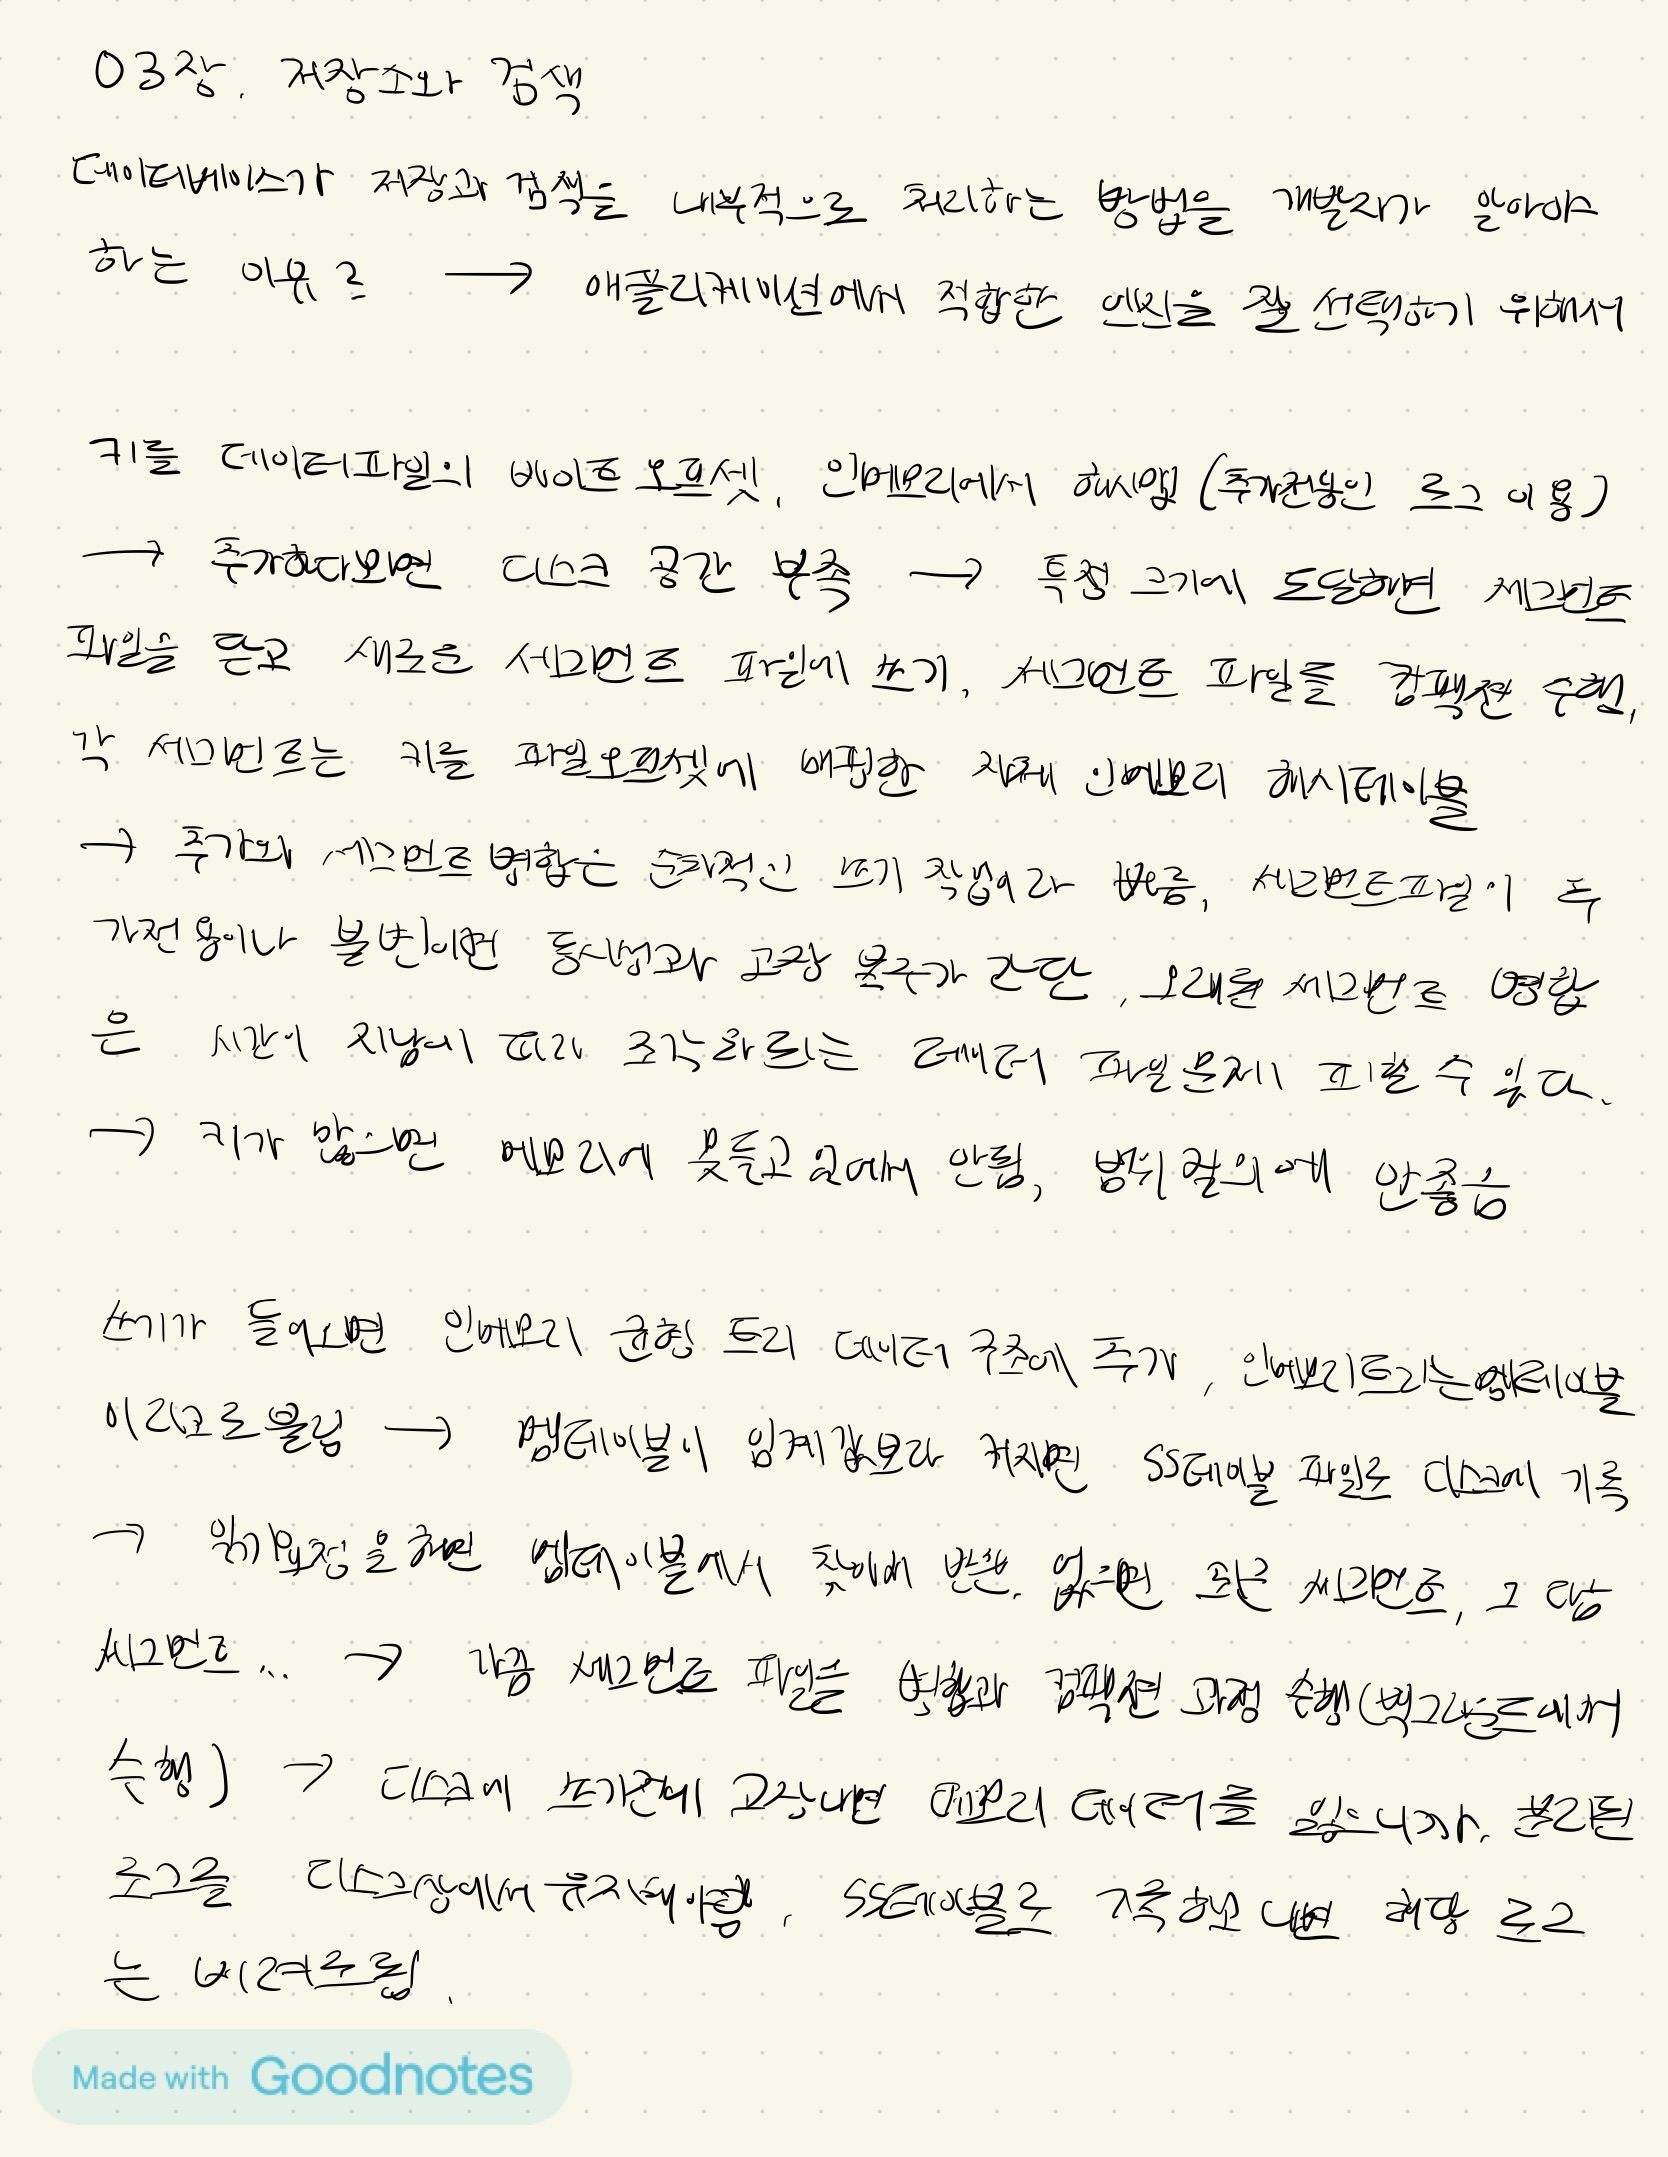 03장. 저장소와 검색
데이터베이스가 저장과 검색을 내부적으로 처리하는 방법을 개발자가 알아야
하는 이유? → 애플리케이션에서 적합한 엔진을 잘 선택하기 위해서
키를 데이터파일의 바이트 오프셋, 인메모리에서 해시맵 (추가전용인 로그 이용)
→ 추가하다보면 디스크 공간 부족 → 특정 크기에 도달하면 세그먼트
파일을 닫고 새로운 세그먼트 파일에 쓰기, 세그먼트 파일를 컴팩션 수행,
각 세그먼트는 키를 파일오프셋에 매핑한 자체 인메모리 해시테이블
→ 추가와 세그먼트 병합은 순차적인 쓰기 작업이라 빠름, 세그먼트파일이 추
가전용이나 불변이면 동시성과 고장 복구가 간단, 오래된 세그먼트 병합
은 시간이 지남에 따라 조각화되는 데이터 파일 문제 피할 수 있다.
→ 키가 많으면 메모리에 못들고 있어서 안됨, 범위 질의에 안좋음
쓰기가 들어오면 인메모리 균형 트리 데이터 구조에 추가, 인메모리트리는 멤테이블
이라고로불림 → 멤테이블이 임계값보다 커지면 SS테이블 파일로 디스크에 기록
→ 읽기요청을하면 멤테이블에서 찾아서 반환. 없으면 최근 세그먼트, 그 다음
세그먼트... → 가끔 세그먼트 파일을 병합과 컴팩션 과정 수행(백그라운드에서
수행) → 디스크에 쓰기전에 고장나면 메모리 데이터를 잃으니까. 분리된
로그를 디스크상에서 유지해야함, SS테이블로 기록하고 나면 해당 로그
는 버려도됨.
Made with Goodnotes